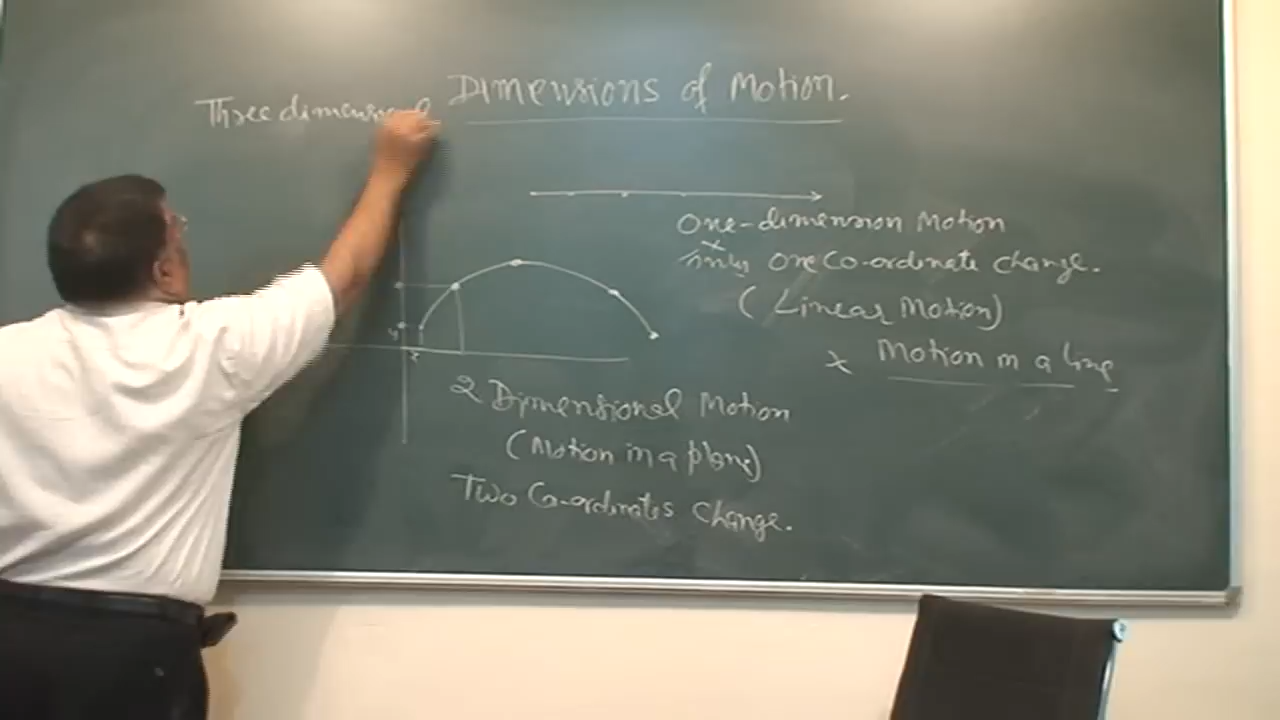 Dimensions of Motion.
Three dimensional
One-dimension Motion
x
only one Co-ordinate change.
(Linear Motion)
x Motion in a line
y
x
2 Dimensional Motion
(Motion in a plane)
Two Co-ordinates Change.